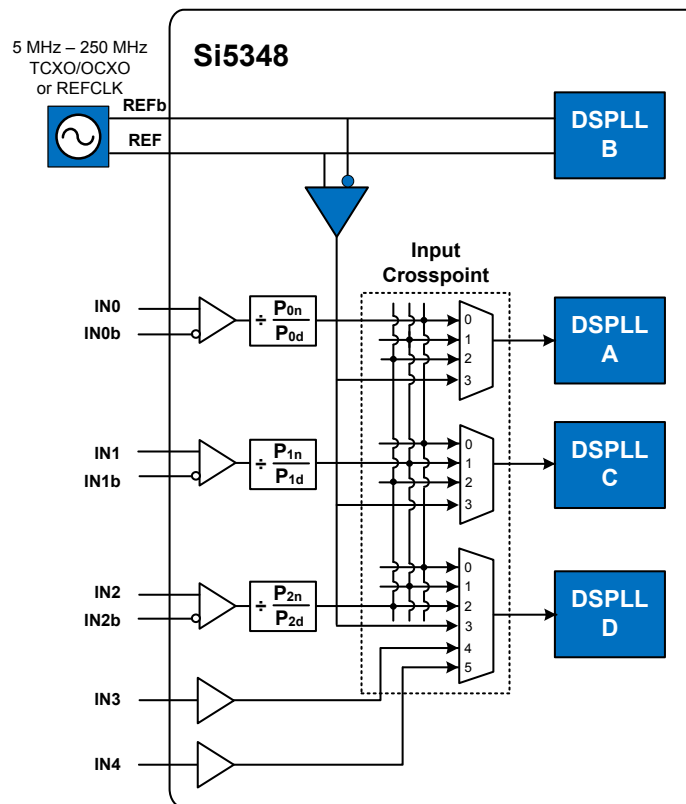 5 MHz – 250 MHz
TCXO/OCXO
or REFCLK
Si5348
REFb
REF
DSPLL
B
Input
Crosspoint
IN0
IN0b
÷ P0n
P0d
0
1
2
3
DSPLL
A
IN1
IN1b
÷ P1n
P1d
0
1
2
3
DSPLL
C
IN2
IN2b
÷ P2n
P2d
0
1
2
3
4
5
DSPLL
D
IN3
IN4